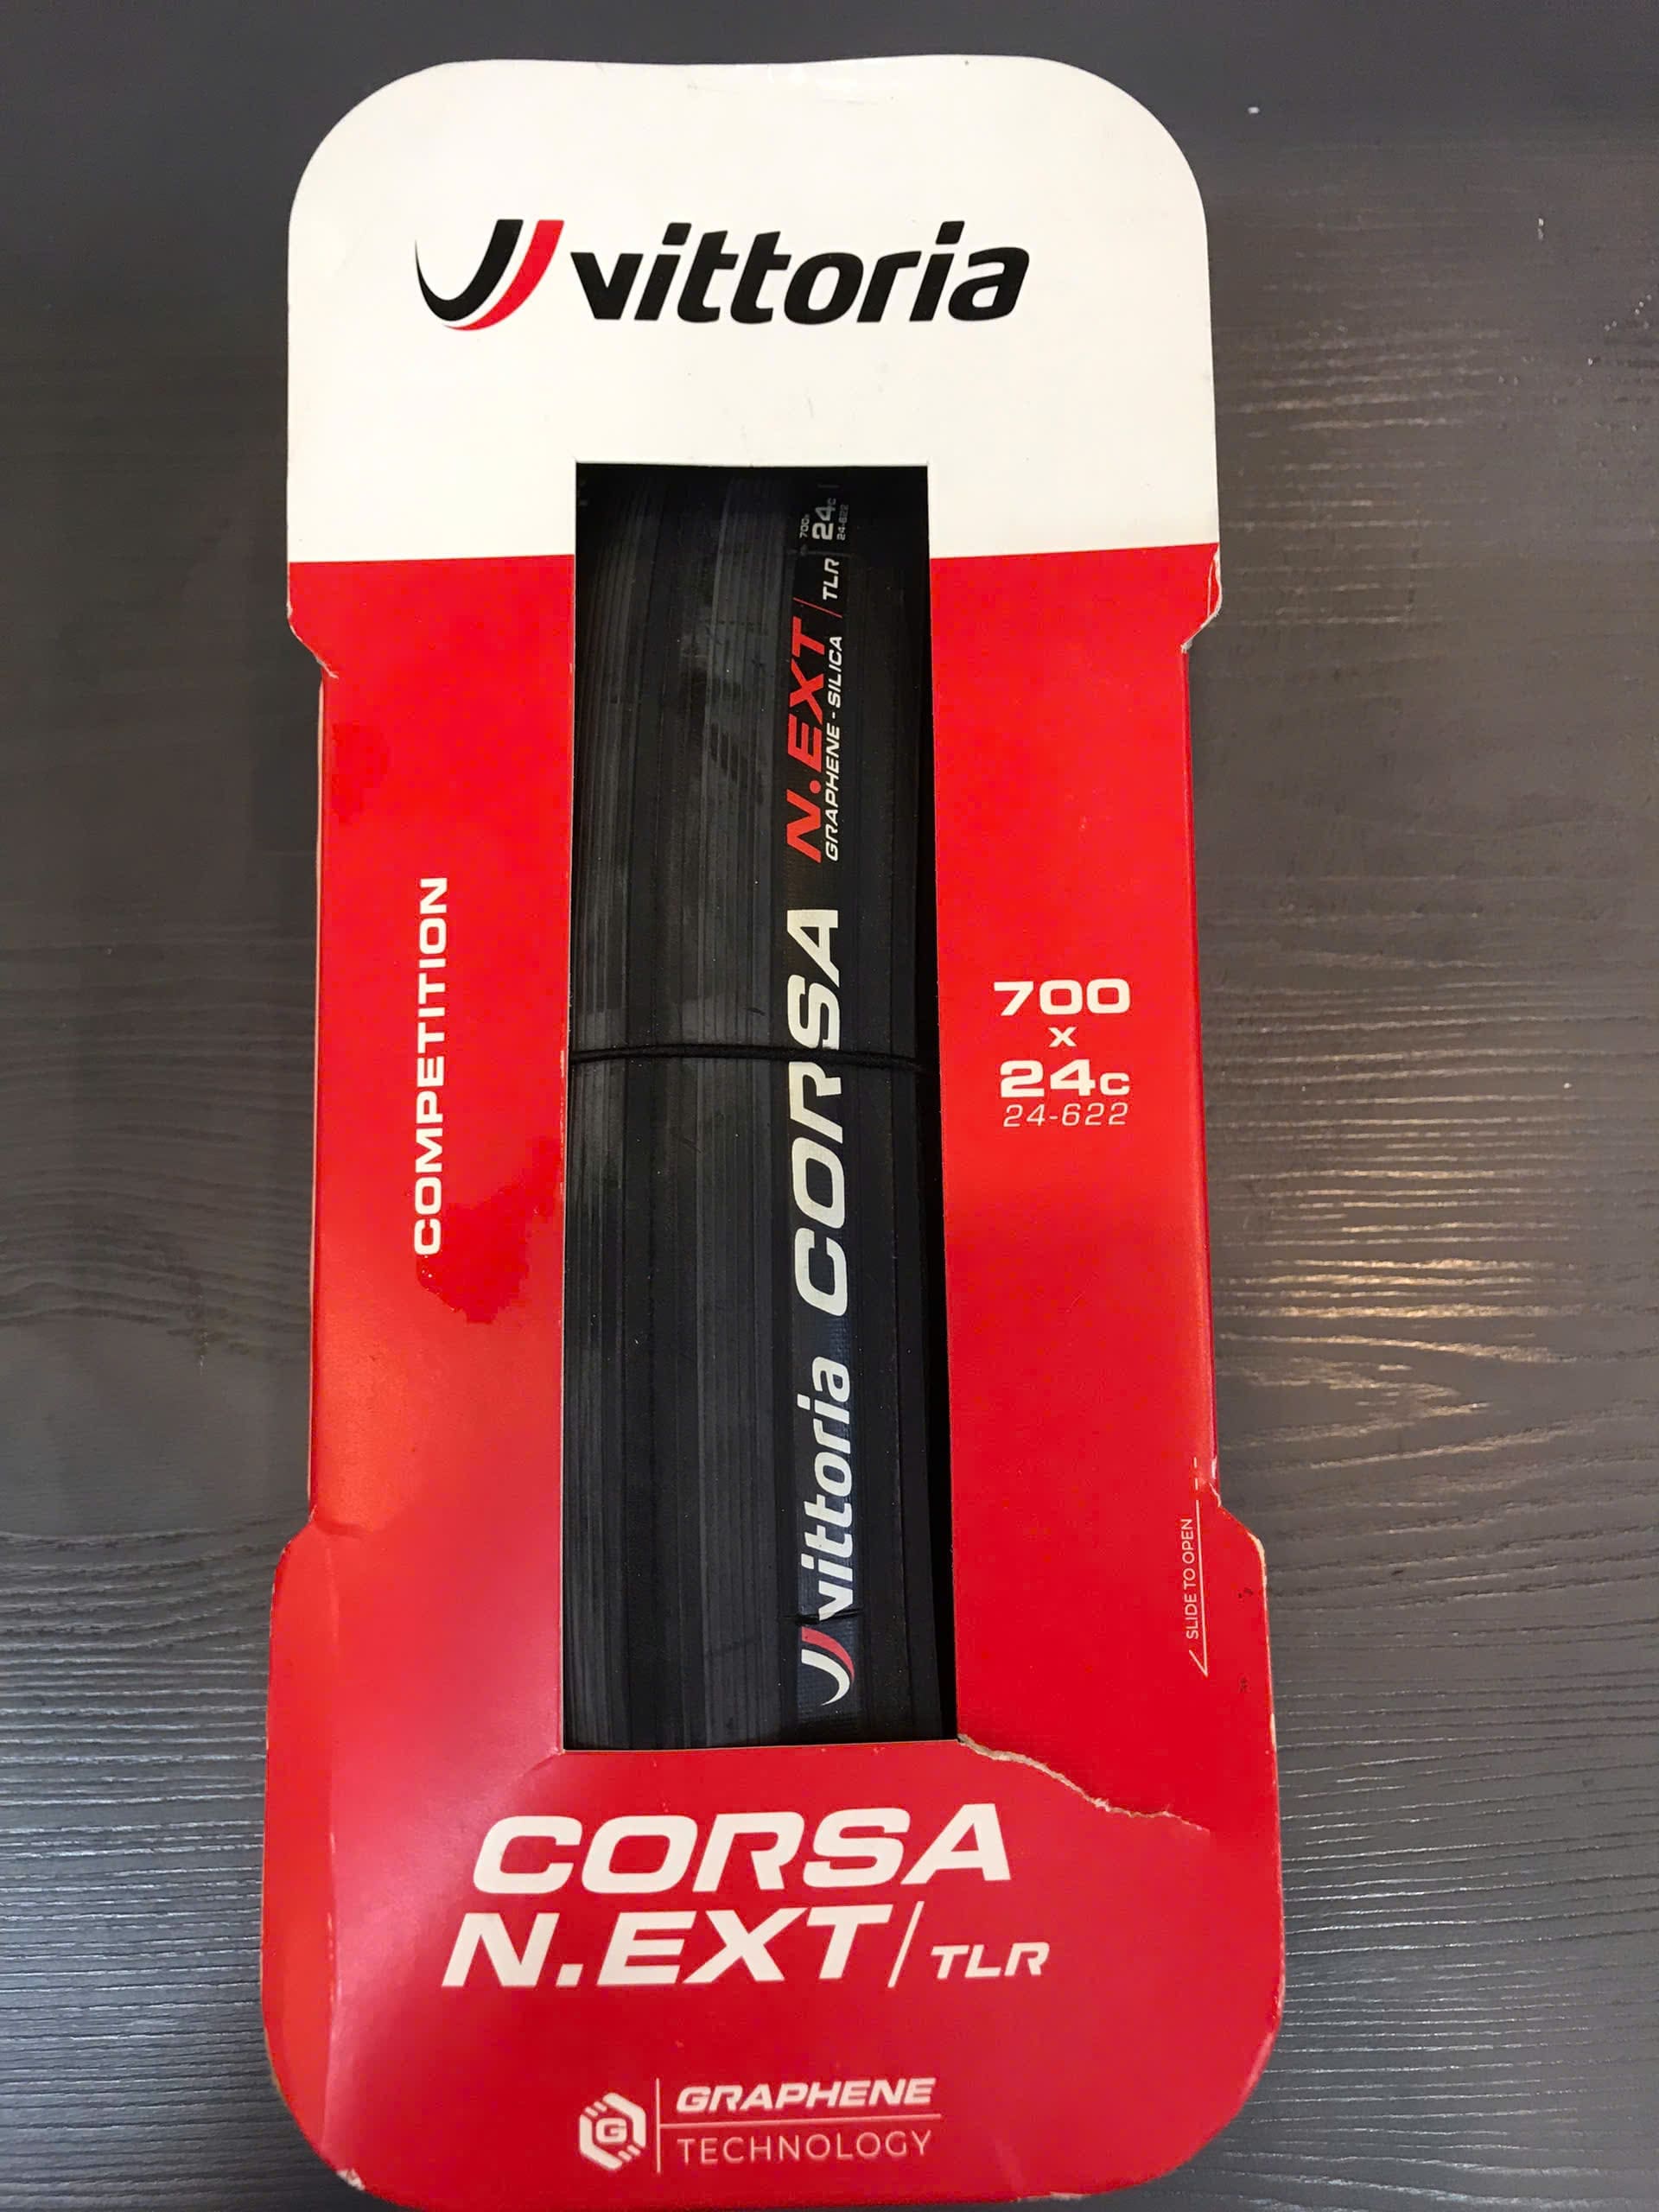 vittoria
700x
24c
24-622
CORSA N.EXT | TLR
GRAPHENE - SILICA
vittoria
COMPETITION
700
x
24c
24-622
SLIDE TO OPEN
CORSA
N.EXT/TLR
G
GRAPHENE
TECHNOLOGY